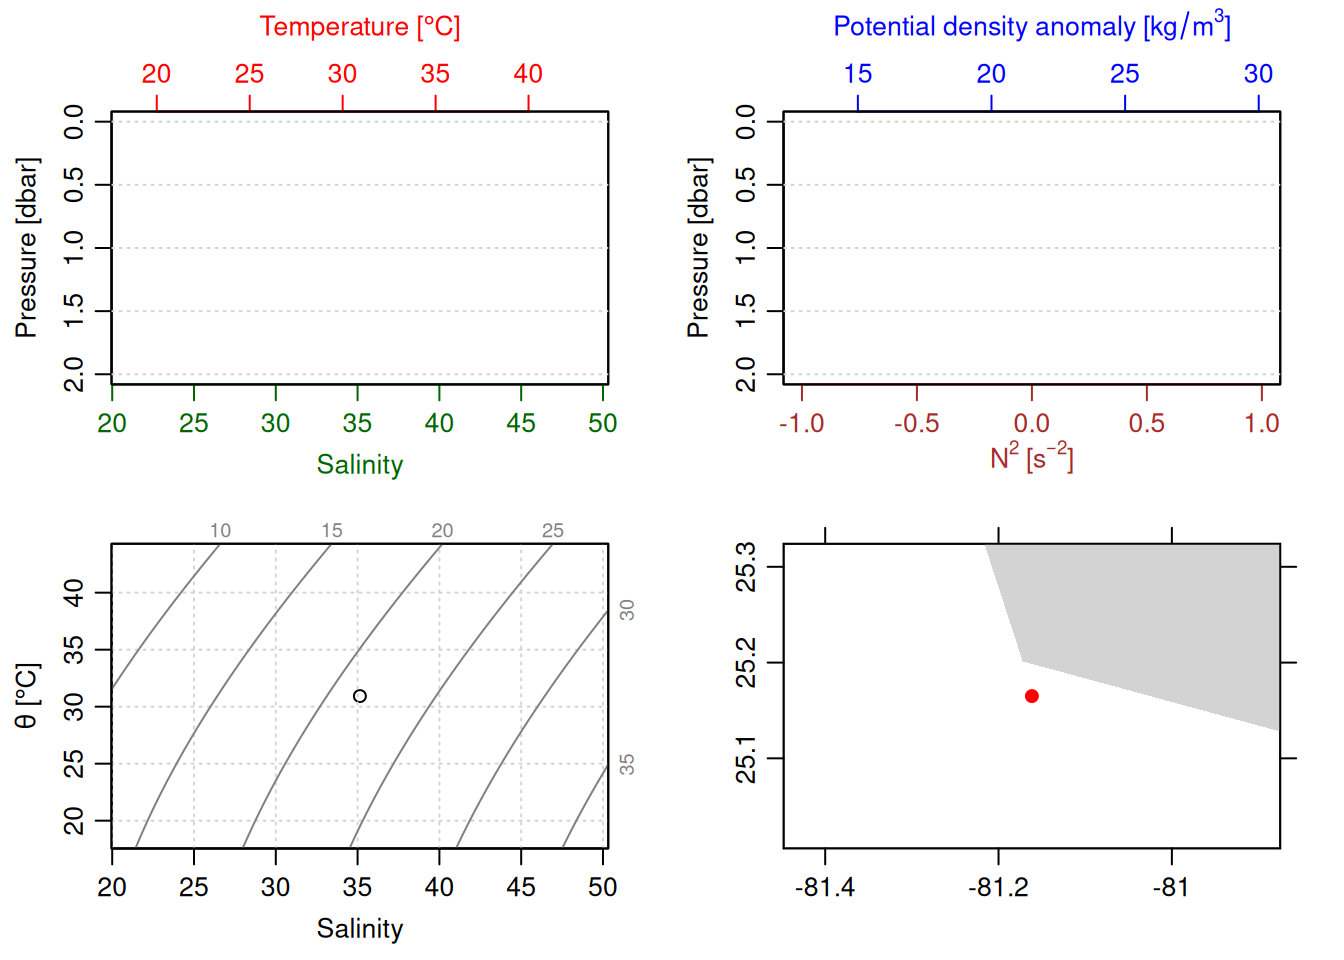 Temperature [°C]
20 25 30 35 40
Pressure [dbar]
0.0 0.5 1.0 1.5 2.0
20 25 30 35 40 45 50
Salinity
Potential density anomaly [kg/m³]
15 20 25 30
Pressure [dbar]
0.0 0.5 1.0 1.5 2.0
-1.0 -0.5 0.0 0.5 1.0
N² [s⁻²]
10 15 20 25
30
35
θ [°C]
40 35 30 25 20
20 25 30 35 40 45 50
Salinity
25.3
25.2
25.1
-81.4 -81.2 -81